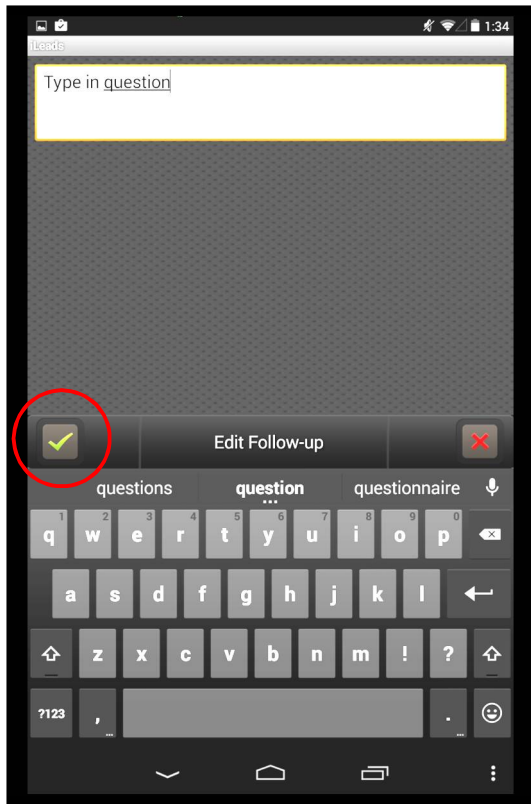 1:34
iLeads
Type in question
Edit Follow-up
questions question questionnaire
1 2 3 4 5 6 7 8 9 0
q w e r t y u i o p
a s d f g h j k l
z x c v b n m ! ?
?123 , .